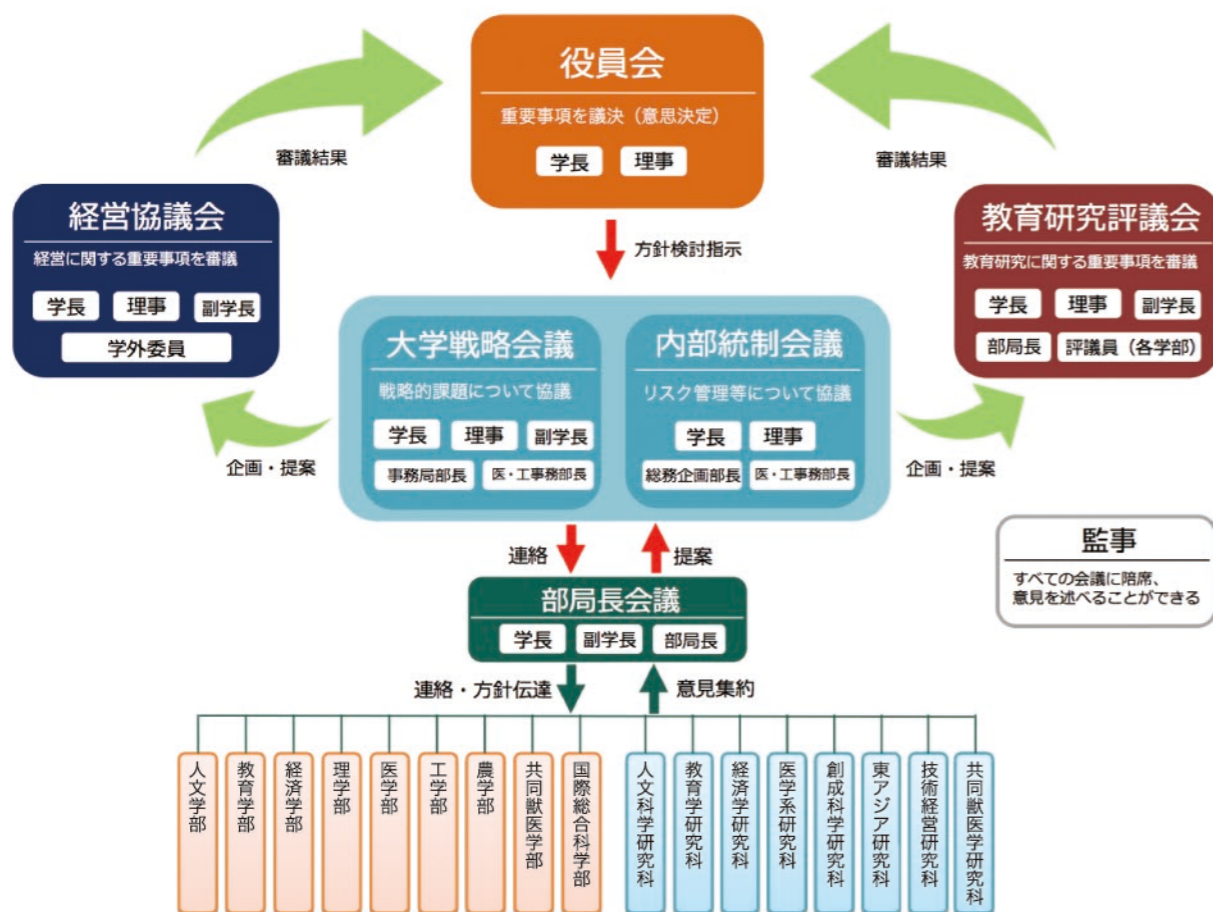 役員会
重要事項を議決（意思決定）
学長
理事
審議結果
審議結果
経営協議会
経営に関する重要事項を審議
学長
理事
副学長
学外委員
教育研究評議会
教育研究に関する重要事項を審議
学長
理事
副学長
部局長
評議員（各学部）
方針検討指示
大学戦略会議
戦略的課題について協議
学長
理事
副学長
事務局部長
医・工事務部長
内部統制会議
リスク管理等について協議
学長
理事
総務企画部長
医・工事務部長
企画・提案
企画・提案
監事
すべての会議に陪席、
意見を述べることができる
連絡
提案
部局長会議
学長
副学長
部局長
連絡・方針伝達
意見集約
人文学部
教育学部
経済学部
理学部
医学部
工学部
農学部
共同獣医学部
国際総合科学部
人文科学研究科
教育学研究科
経済学研究科
医学系研究科
創成科学研究科
東アジア研究科
技術経営研究科
共同獣医学研究科